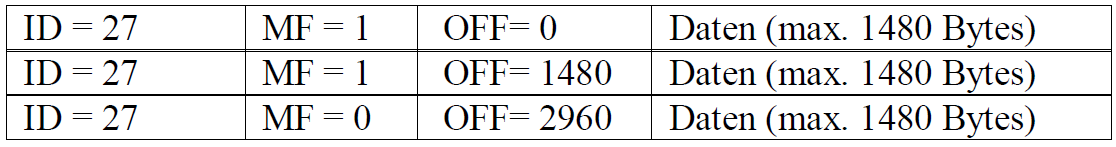 ID = 27 MF = 1 OFF= 0 Daten (max. 1480 Bytes)
ID = 27 MF = 1 OFF= 1480 Daten (max. 1480 Bytes)
ID = 27 MF = 0 OFF= 2960 Daten (max. 1480 Bytes)